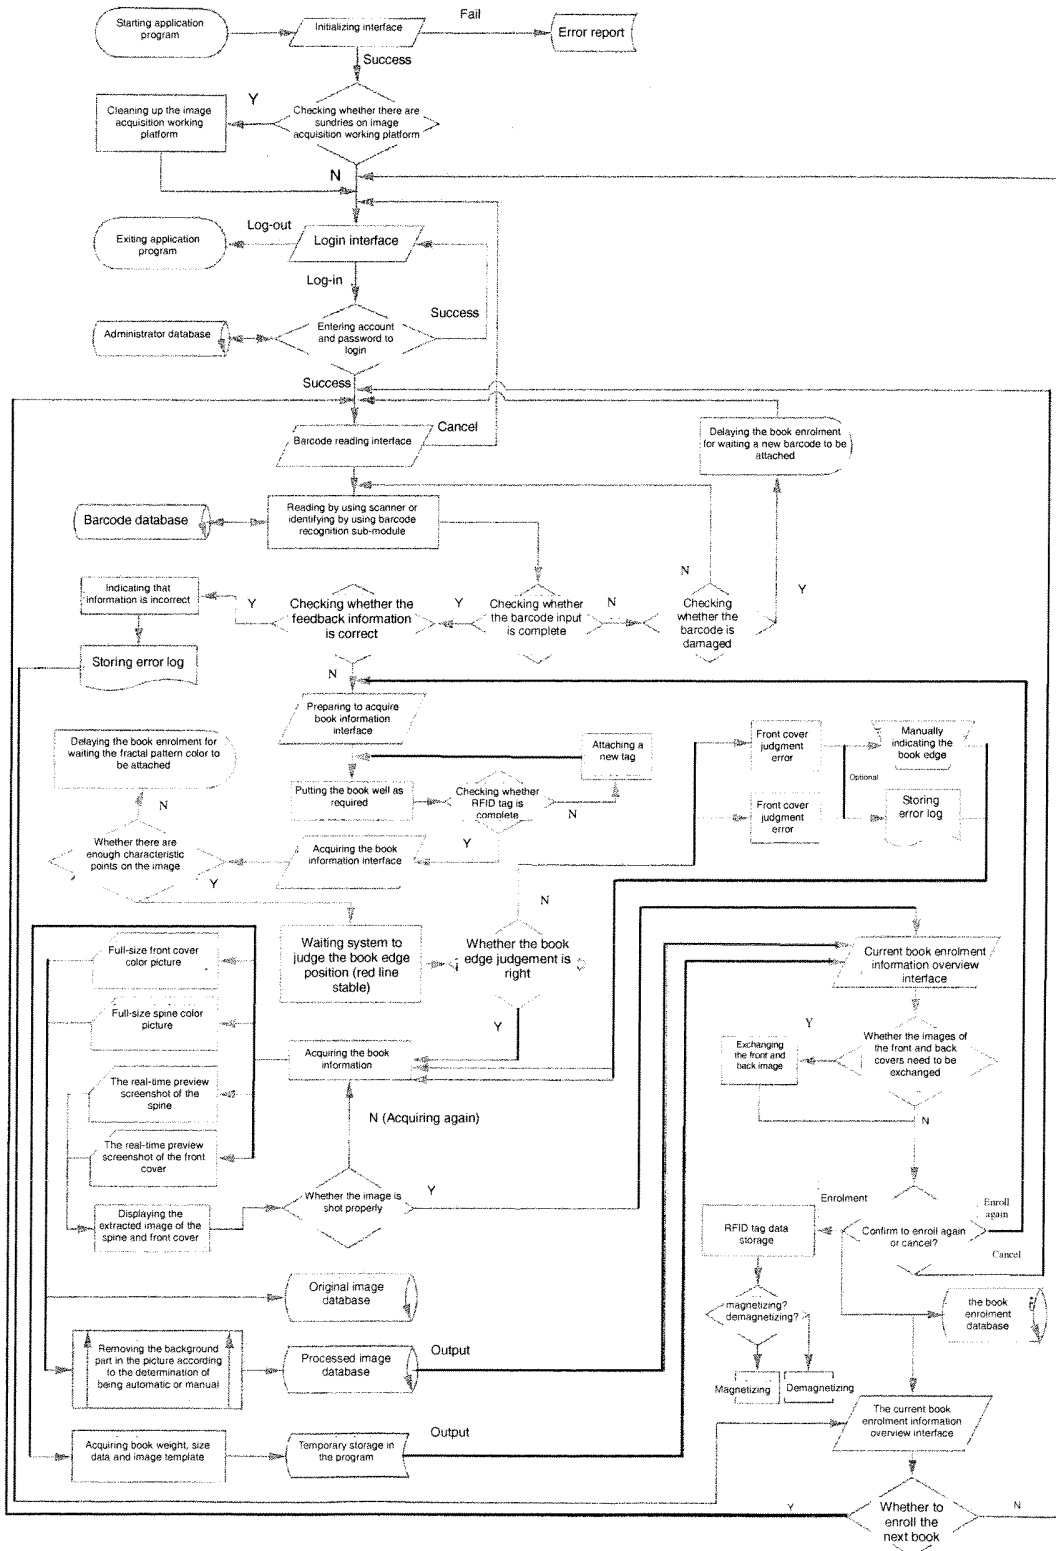 Starting application
program
Initializing interface
Fail
Error report
Success
Cleaning up the image
acquisition working
platform
Y
Checking whether there are
sundries on image
acquisition working platform
N
Exiting application
program
Log-out
Login interface
Log-in
Success
Administrator database
Entering account
and password to
login
Success
Barcode reading interface
Cancel
Delaying the book enrolment
for waiting a new barcode to be
attached
Barcode database
Reading by using scanner or
identifying by using barcode
recognition sub-module
N
Y
Indicating that
information is incorrect
Y
Checking whether the
feedback information
is correct
Y
Checking whether
the barcode input
is complete
N
Checking
whether the
barcode is
damaged
Storing error log
N
Preparing to acquire
book information
interface
Delaying the book enrolment for
waiting the fractal pattern color to
be attached
Attaching a
new tag
Front cover
judgment
error
Manually
indicating the
book edge
Optional
Putting the book well as
required
Checking whether
RFID tag is
complete
N
Front cover
judgment
error
Storing
error log
N
Whether there are
enough characteristic
points on the image
Acquiring the book
information interface
Y
Y
N
Full-size front cover
color picture
Waiting system to
judge the book edge
position (red line
stable)
Whether the book
edge judgement is
right
Current book enrolment
information overview
interface
Full-size spine color
picture
Y
Y
Exchanging
the front and
back image
Whether the images of
the front and back
covers need to be
exchanged
Acquiring the book
information
The real-time preview
screenshot of the
spine
N (Acquiring again)
N
The real-time preview
screenshot of the front
cover
Whether the image is
shot properly
Y
Displaying the
extracted image of the
spine and front cover
Enrolment
Enroll
again
RFID tag data
storage
Confirm to enroll again
or cancel?
Cancel
Original image
database
magnetizing?
demagnetizing?
the book
enrolment
database
Removing the background
part in the picture according
to the determination of
being automatic or manual
Processed image
database
Output
Magnetizing
Demagnetizing
The current book
enrolment information
overview interface
Acquiring book weight, size
data and image template
Temporary storage in
the program
Output
Y
Whether to
enroll the
next book
N